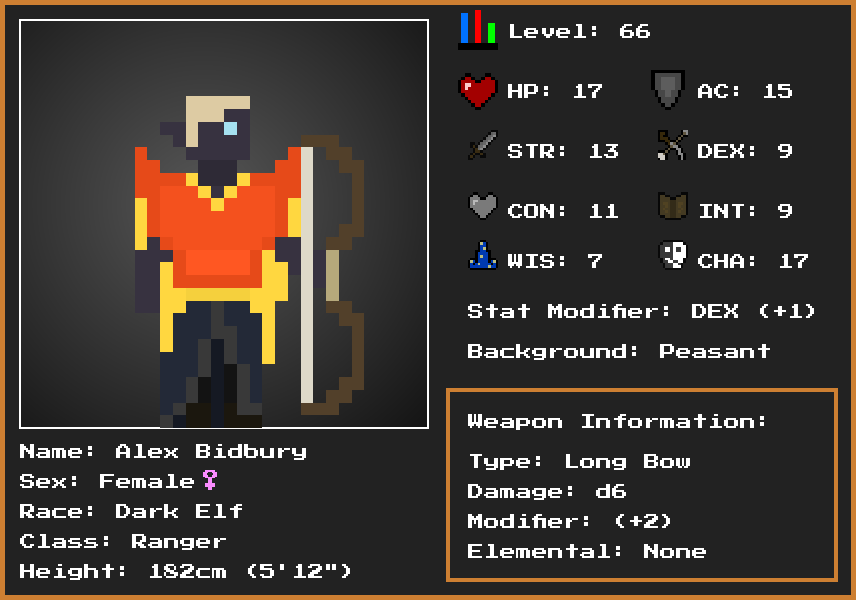 Level: 66
HP: 17 AC: 15
STR: 13 DEX: 9
CON: 11 INT: 9
WIS: 7 CHA: 17
Stat Modifier: DEX (+1)
Background: Peasant
Weapon Information:
Type: Long Bow
Damage: d6
Modifier: (+2)
Elemental: None
Name: Alex Bidbury
Sex: Female♀
Race: Dark Elf
Class: Ranger
Height: 182cm (5'12")